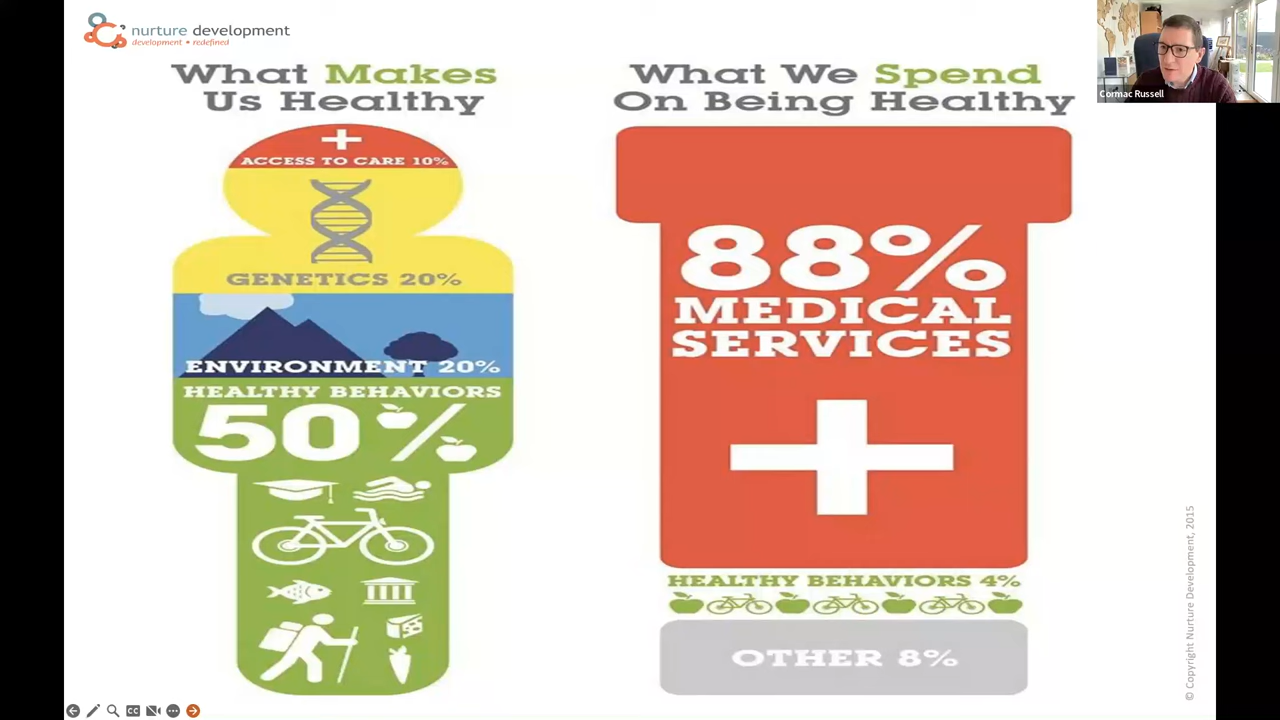 nurture development
development • redefined
What Makes
Us Healthy
ACCESS TO CARE 10%
GENETICS 20%
ENVIRONMENT 20%
HEALTHY BEHAVIORS
50%
What We Spend
On Being Healthy
88%
MEDICAL
SERVICES
HEALTHY BEHAVIORS 4%
OTHER 8%
Cormac Russell
© Copyright Nurture Development, 2015
CC